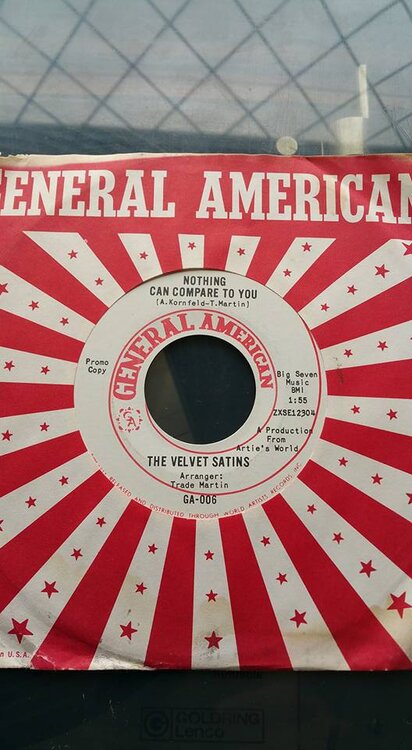 GENERAL AMERICAN
NOTHING
CAN COMPARE TO YOU
(A.Kornfeld-T.Martin)
GENERAL AMERICAN
Promo
Copy
GA
Big Seven
Music
BMI
1:55
ZXSE12304
A Production
From
Artie's World
THE VELVET SATINS
Arranger:
Trade Martin
GA-006
RELEASED AND DISTRIBUTED THROUGH WORLD ARTISTS RECORDS INC.
n U.S.A.
GOLDRING
Lenco